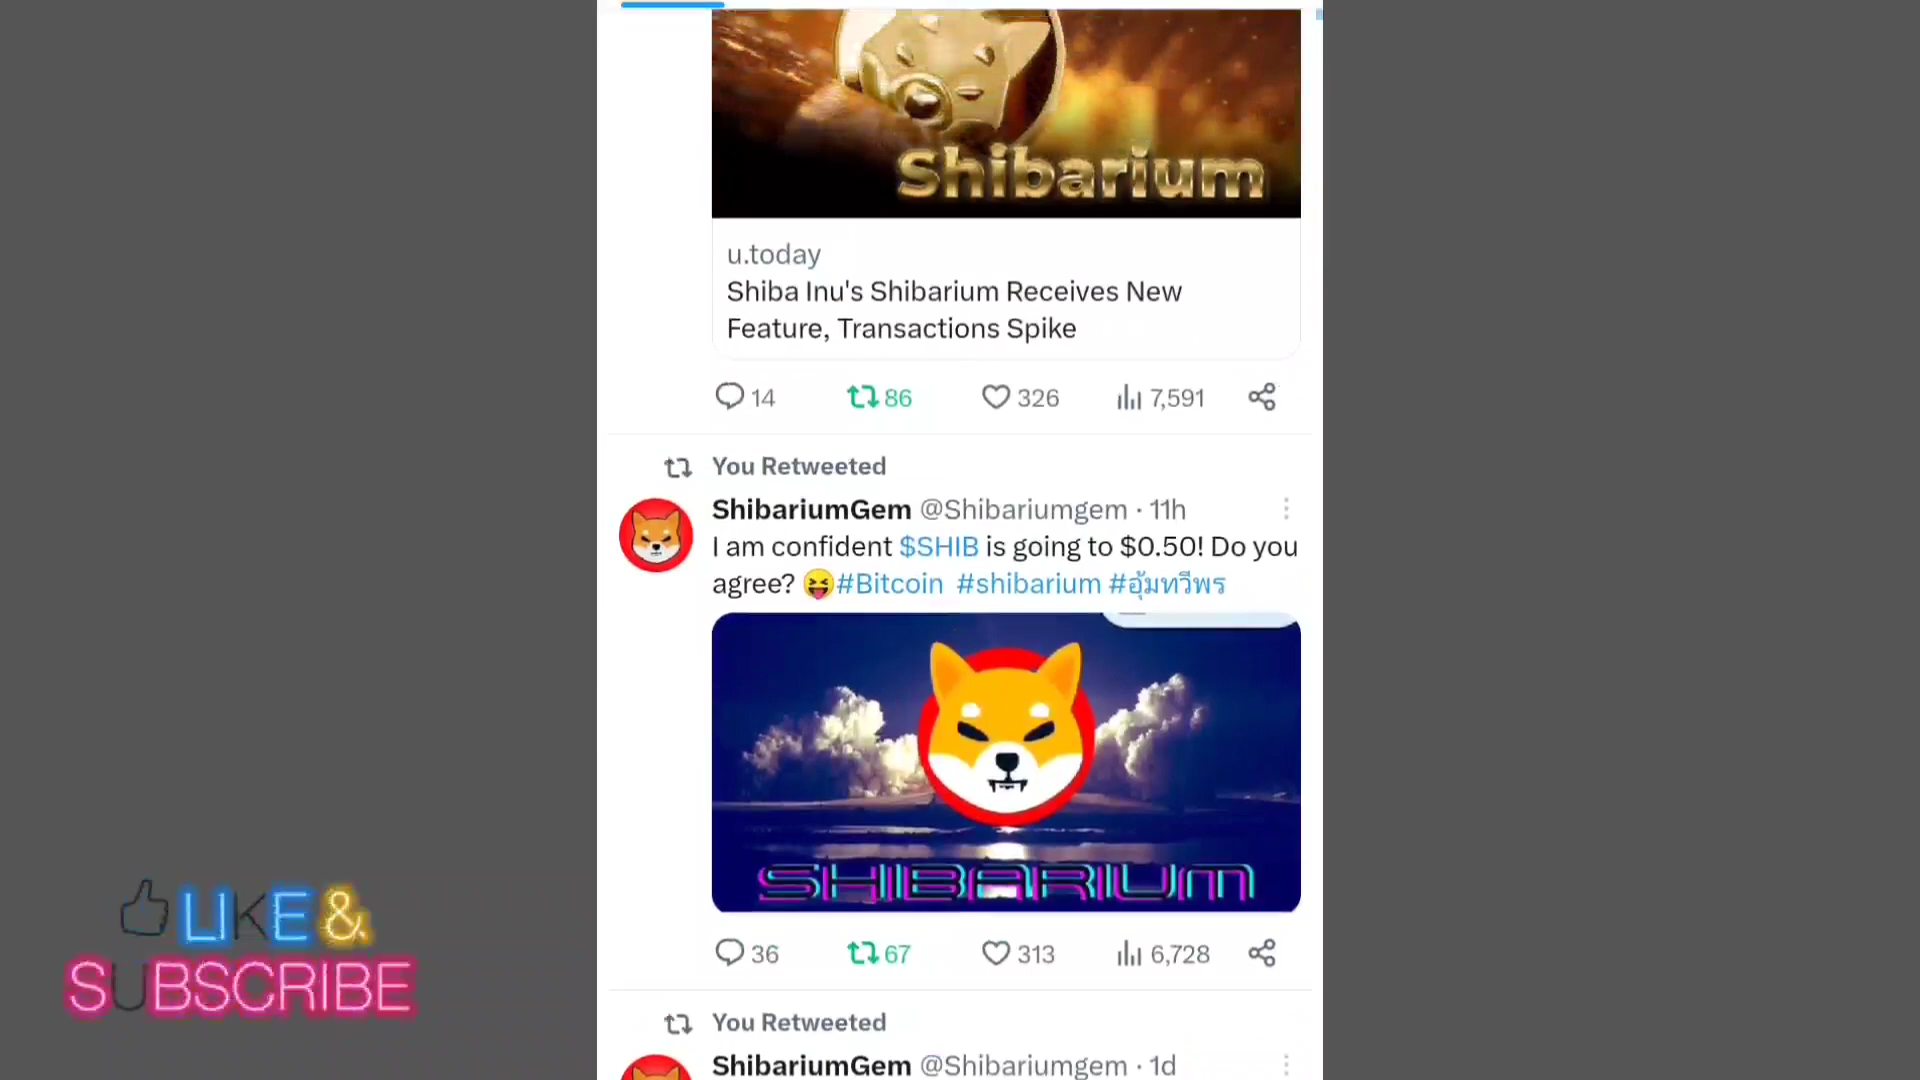 Shibarium
u.today
Shiba Inu's Shibarium Receives New
Feature, Transactions Spike
14 86 326 7,591
You Retweeted
ShibariumGem @Shibariumgem · 11h
I am confident $SHIB is going to $0.50! Do you
agree? 😝#Bitcoin #shibarium #อุ้มทวีพร
SHIBARIUM
36 67 313 6,728
You Retweeted
ShibariumGem @Shibariumgem · 1d
LIKE &
SUBSCRIBE